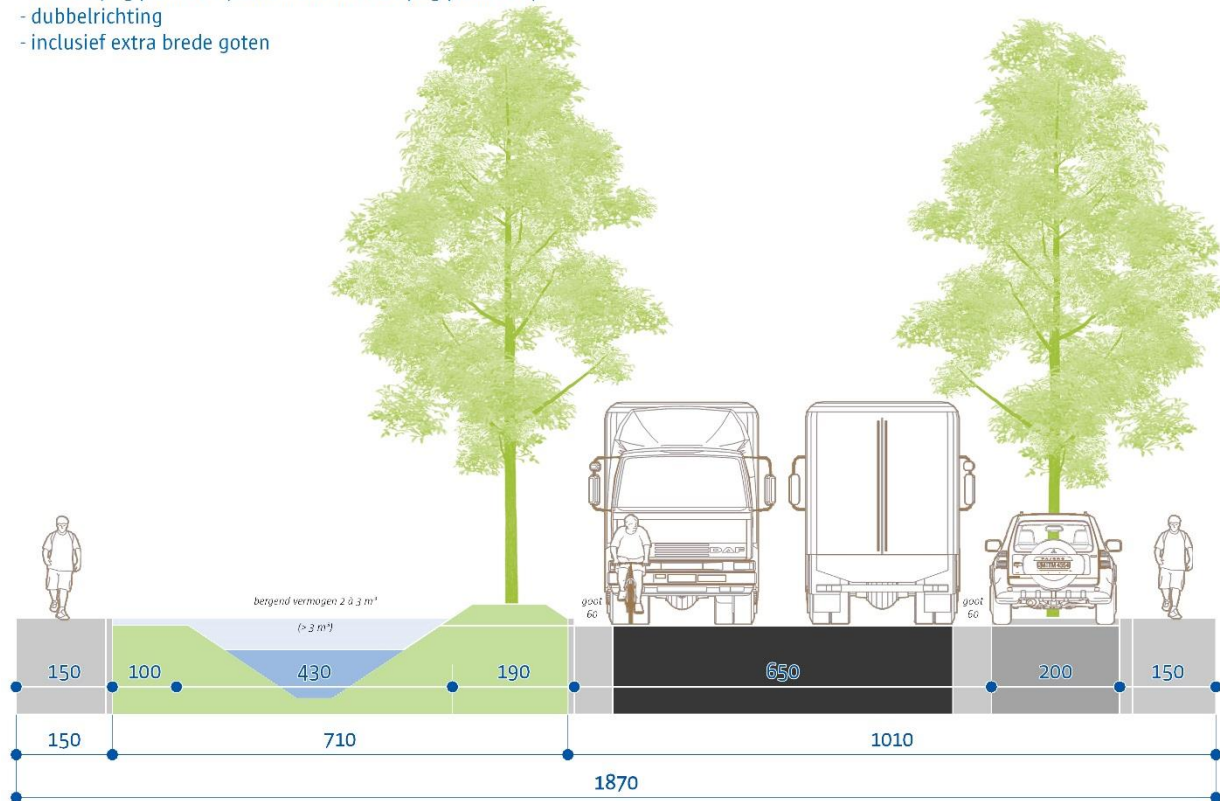 - dubbelrichting
- inclusief extra brede goten
bergend vermogen 2 à 3 m³
(> 3 m³)
goot
60
goot
60
DAF
150
100
430
190
650
200
150
150
710
1010
1870